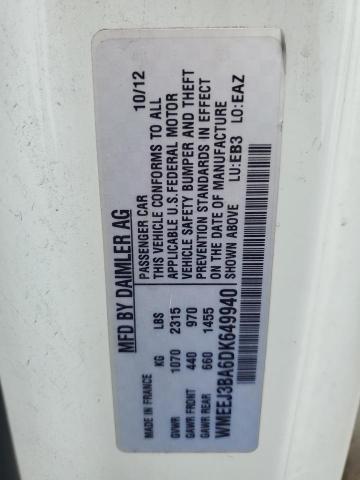 MFD BY DAIMLER AG
MADE IN FRANCE
PASSENGER CAR 10/12
THIS VEHICLE CONFORMS TO ALL
APPLICABLE U.S. FEDERAL MOTOR
VEHICLE SAFETY BUMPER AND THEFT
PREVENTION STANDARDS IN EFFECT
ON THE DATE OF MANUFACTURE
SHOWN ABOVE LU:EB3 LO:EAZ
KG LBS
GVWR 1070 2315
GAWR FRONT 440 970
GAWR REAR 660 1455
WMEEJ3BA6DK649940